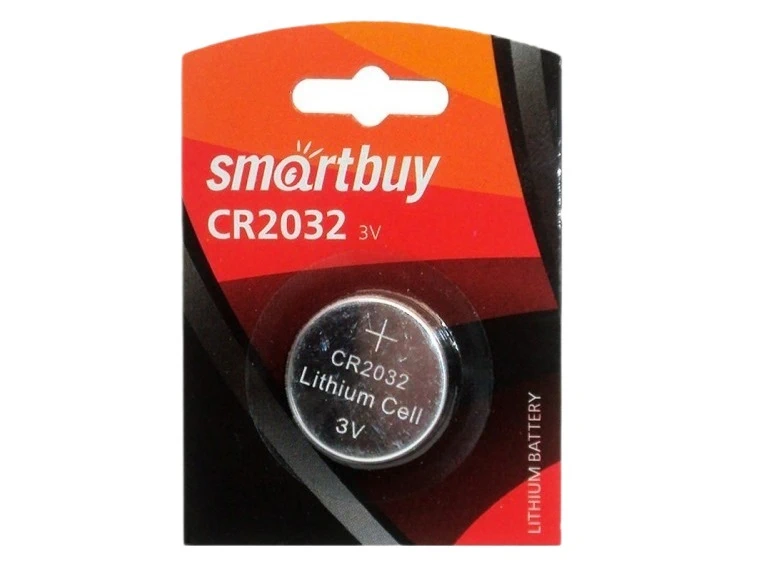 smartbuy
CR2032 3V
+
CR2032
Lithium Cell
3V
LITHIUM BATTERY